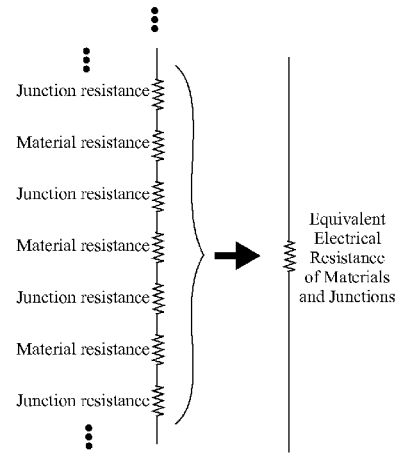 Junction resistance
Material resistance
Junction resistance
Material resistance
Junction resistance
Material resistance
Junction resistance
Equivalent
Electrical
Resistance
of Materials
and Junctions